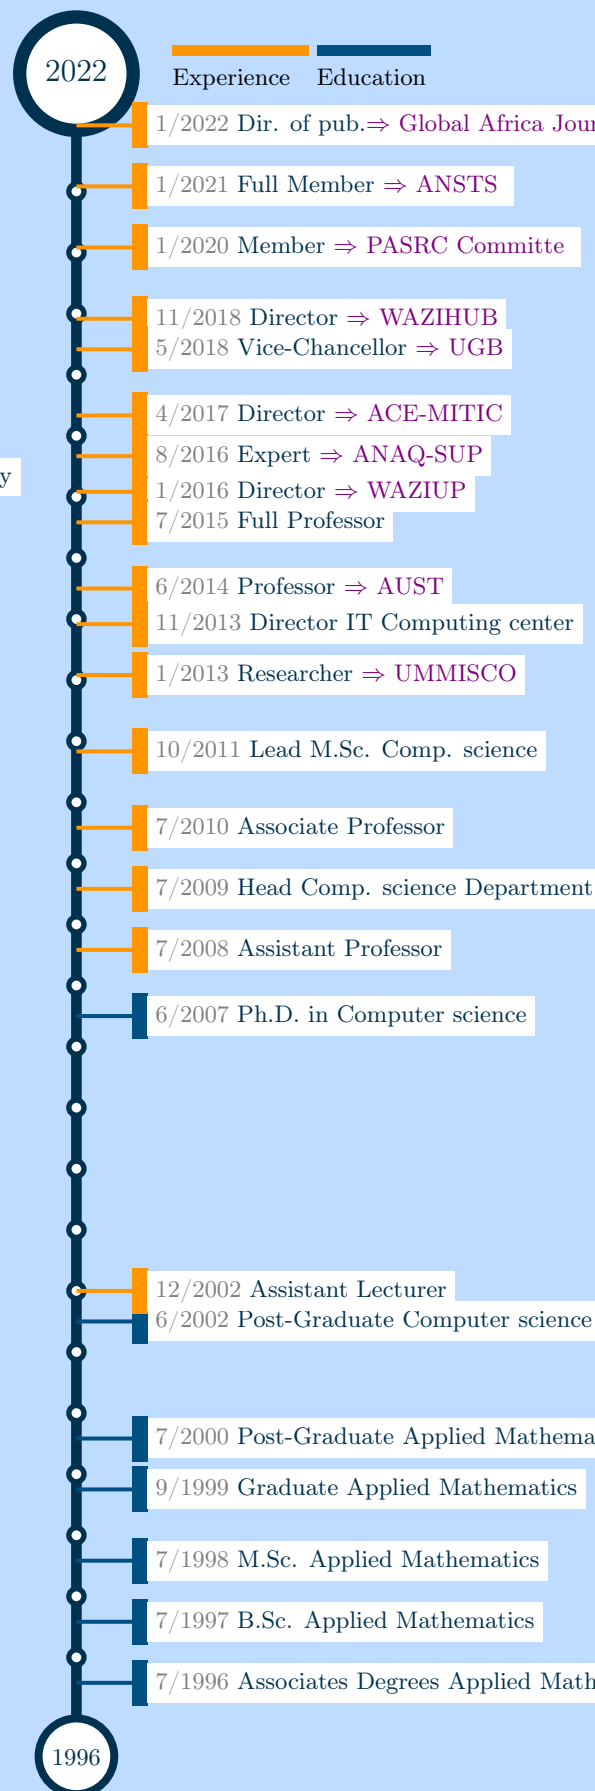 2022
Experience Education
1/2022 Dir. of pub.⇒ Global Africa Jour
1/2021 Full Member ⇒ ANSTS
1/2020 Member ⇒ PASRC Committe
11/2018 Director ⇒ WAZIHUB
5/2018 Vice-Chancellor ⇒ UGB
4/2017 Director ⇒ ACE-MITIC
8/2016 Expert ⇒ ANAQ-SUP
y
1/2016 Director ⇒ WAZIUP
7/2015 Full Professor
6/2014 Professor ⇒ AUST
11/2013 Director IT Computing center
1/2013 Researcher ⇒ UMMISCO
10/2011 Lead M.Sc. Comp. science
7/2010 Associate Professor
7/2009 Head Comp. science Department
7/2008 Assistant Professor
6/2007 Ph.D. in Computer science
12/2002 Assistant Lecturer
6/2002 Post-Graduate Computer science
7/2000 Post-Graduate Applied Mathema
9/1999 Graduate Applied Mathematics
7/1998 M.Sc. Applied Mathematics
7/1997 B.Sc. Applied Mathematics
7/1996 Associates Degrees Applied Math
1996